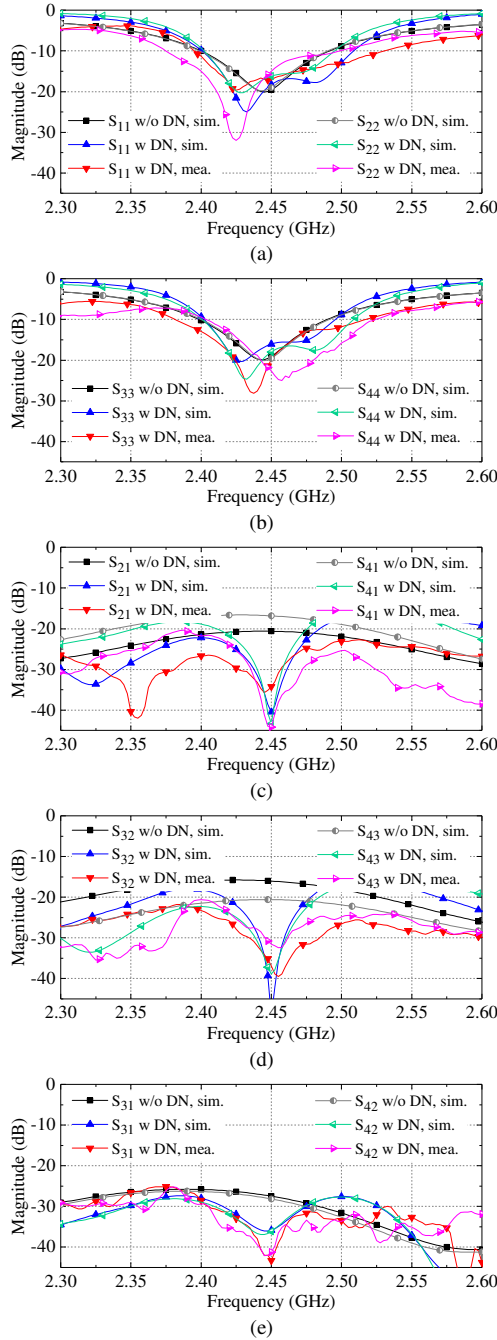 0
-10
-20
-30
-40
Magnitude (dB)
S11 w/o DN, sim.
S11 w DN, sim.
S11 w DN, mea.
S22 w/o DN, sim.
S22 w DN, sim.
S22 w DN, mea.
2.30 2.35 2.40 2.45 2.50 2.55 2.60
Frequency (GHz)
(a)
0
-10
-20
-30
-40
Magnitude (dB)
S33 w/o DN, sim.
S33 w DN, sim.
S33 w DN, mea.
S44 w/o DN, sim.
S44 w DN, sim.
S44 w DN, mea.
2.30 2.35 2.40 2.45 2.50 2.55 2.60
Frequency (GHz)
(b)
0
-10
-20
-30
-40
Magnitude (dB)
S21 w/o DN, sim.
S21 w DN, sim.
S21 w DN, mea.
S41 w/o DN, sim.
S41 w DN, sim.
S41 w DN, mea.
2.30 2.35 2.40 2.45 2.50 2.55 2.60
Frequency (GHz)
(c)
0
-10
-20
-30
-40
Magnitude (dB)
S32 w/o DN, sim.
S32 w DN, sim.
S32 w DN, mea.
S43 w/o DN, sim.
S43 w DN, sim.
S43 w DN, mea.
2.30 2.35 2.40 2.45 2.50 2.55 2.60
Frequency (GHz)
(d)
0
-10
-20
-30
-40
Magnitude (dB)
S31 w/o DN, sim.
S31 w DN, sim.
S31 w DN, mea.
S42 w/o DN, sim.
S42 w DN, sim.
S42 w DN, mea.
2.30 2.35 2.40 2.45 2.50 2.55 2.60
Frequency (GHz)
(e)